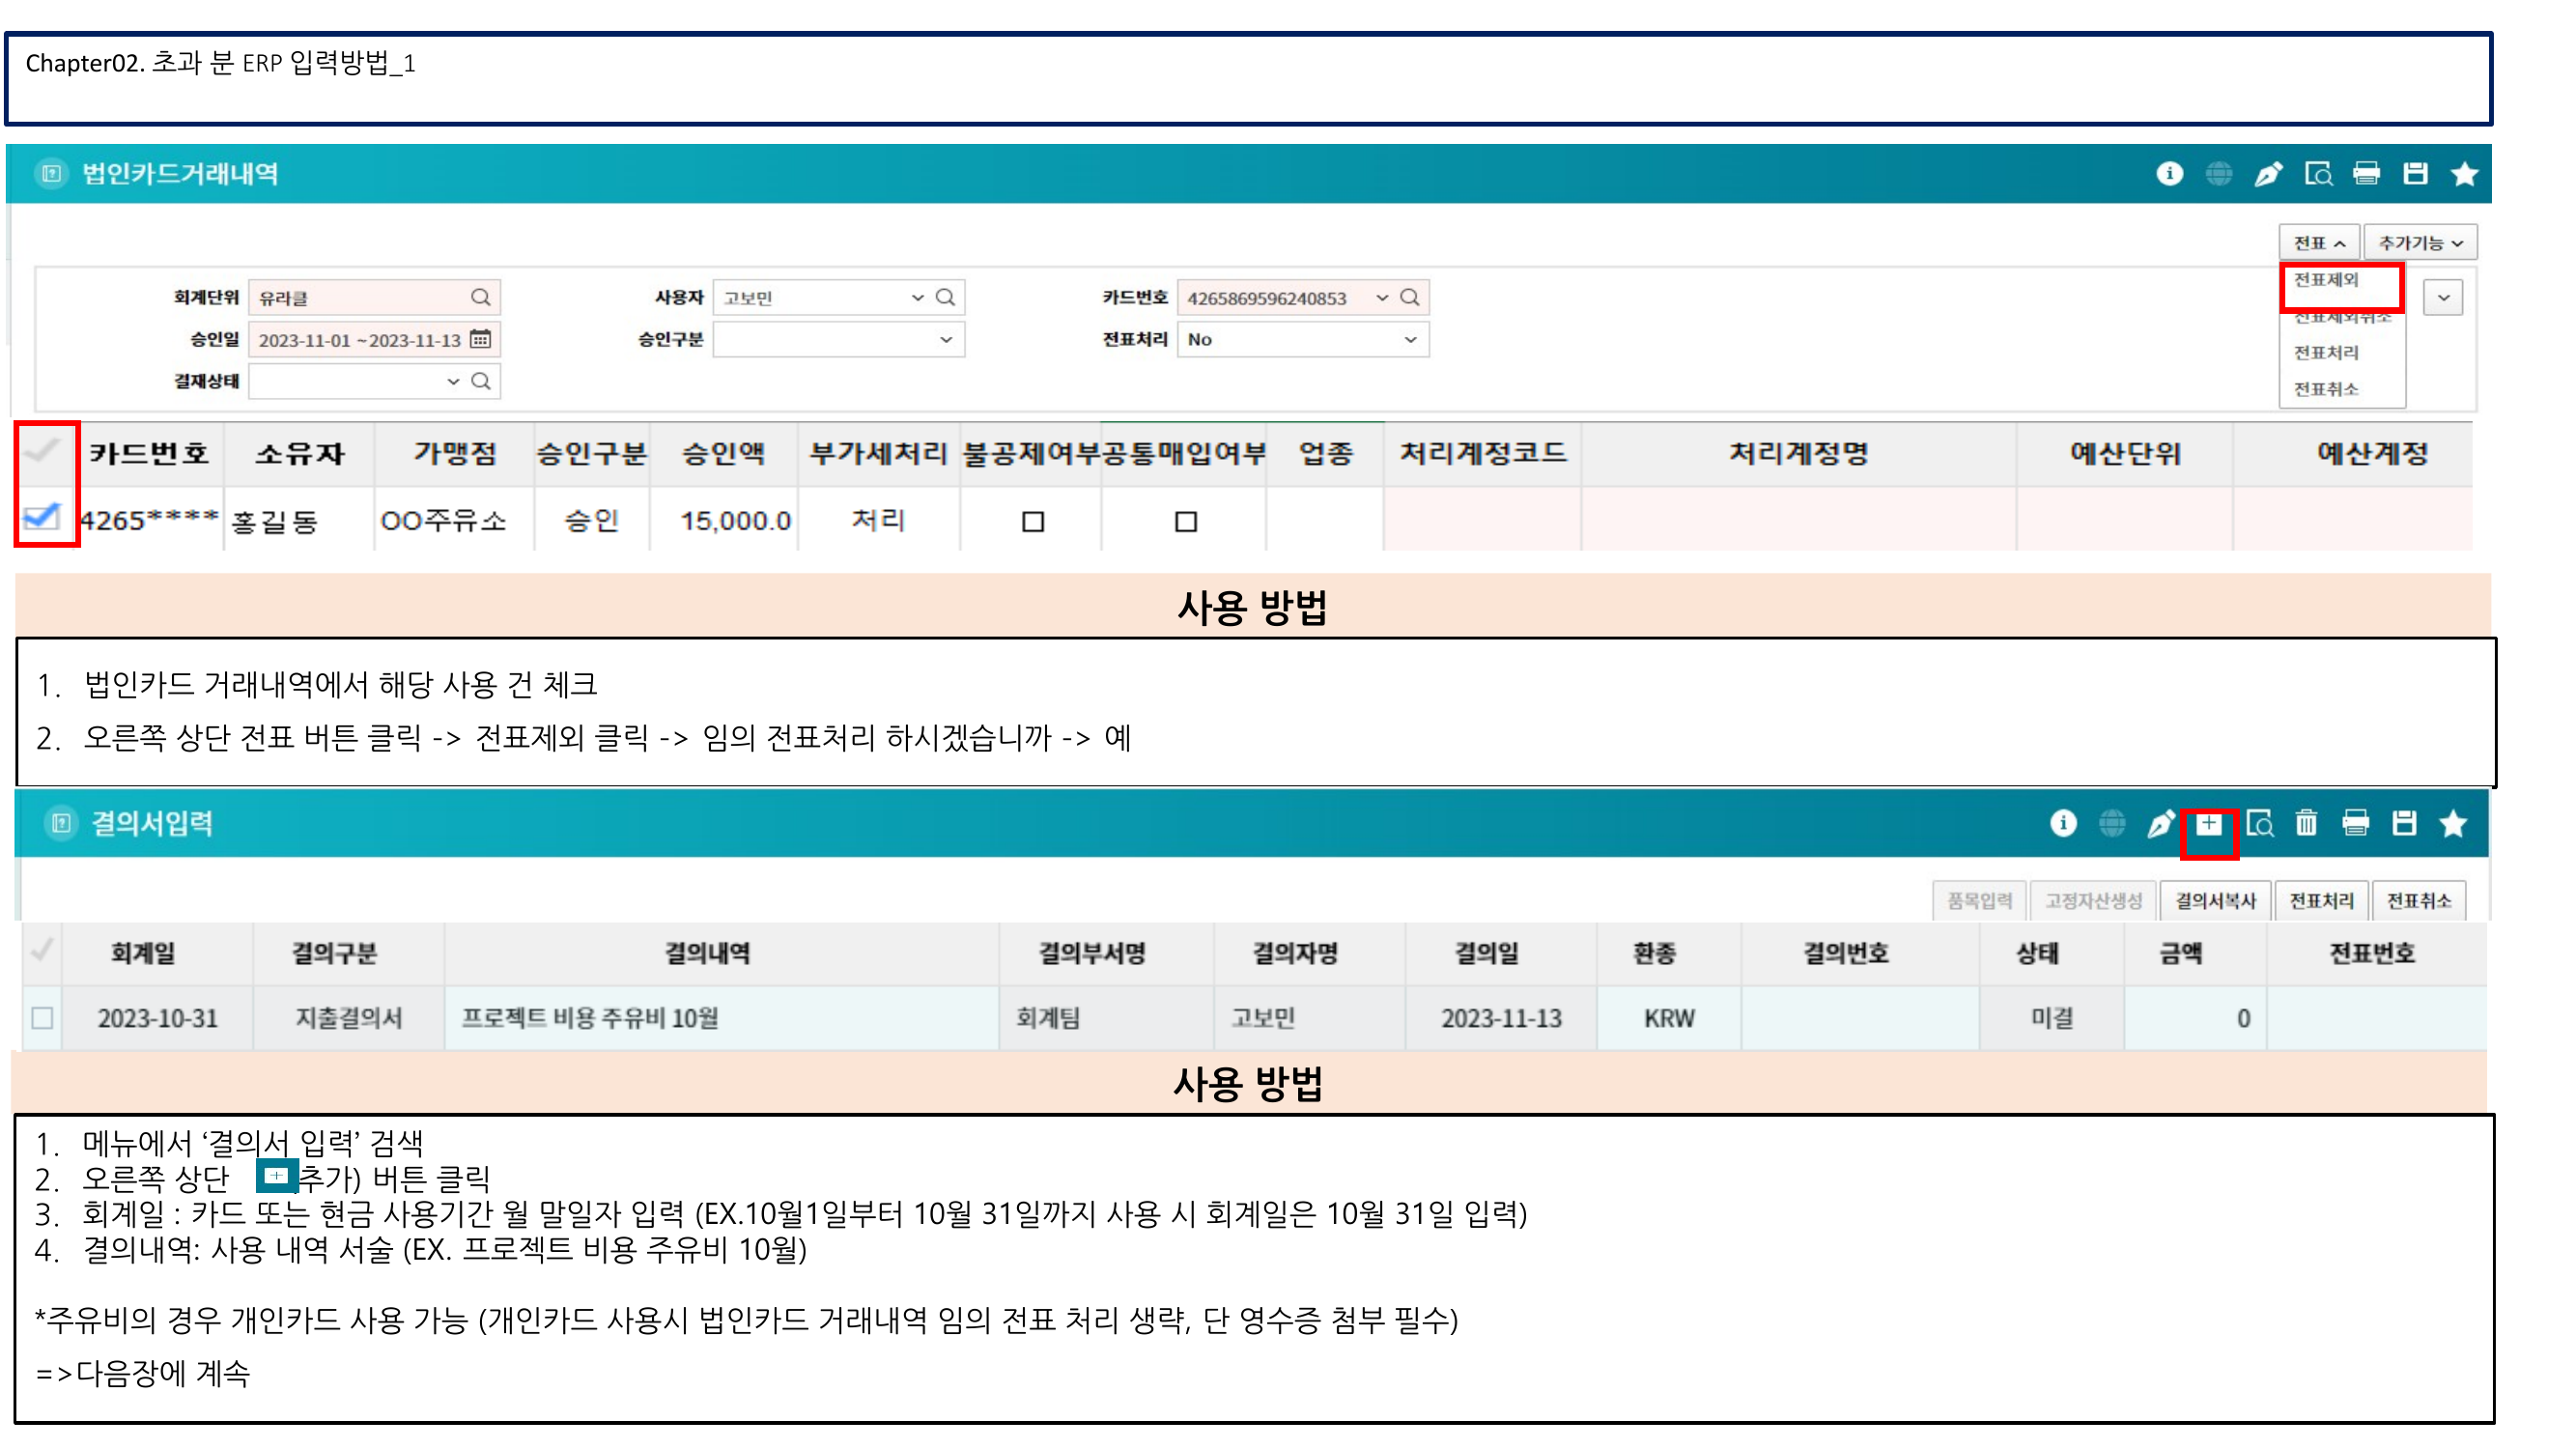 Chapter02. 초과 분 ERP 입력방법_1
법인카드거래내역
전표 추가기능
회계단위 유라클 사용자 고보민 카드번호 4265869596240853 전표제외
전표제외취소
승인일 2023-11-01 ~2023-11-13 승인구분 전표처리 No
전표처리
결재상태 전표취소
카드번호 소유자 가맹점 승인구분 승인액 부가세처리 불공제여부 공통매입여부 업종 처리계정코드 처리계정명 예산단위 예산계정
4265**** 홍길동 OO주유소 승인 15,000.0 처리
사용 방법
1. 법인카드 거래내역에서 해당 사용 건 체크
2. 오른쪽 상단 전표 버튼 클릭 -> 전표제외 클릭 -> 임의 전표처리 하시겠습니까 -> 예
결의서입력
품목입력 고정자산생성 결의서복사 전표처리 전표취소
회계일 결의구분 결의내역 결의부서명 결의자명 결의일 환종 결의번호 상태 금액 전표번호
2023-10-31 지출결의서 프로젝트 비용 주유비 10월 회계팀 고보민 2023-11-13 KRW 미결 0
사용 방법
1. 메뉴에서 ‘결의서 입력’ 검색
2. 오른쪽 상단 추가) 버튼 클릭
3. 회계일 : 카드 또는 현금 사용기간 월 말일자 입력 (EX.10월1일부터 10월 31일까지 사용 시 회계일은 10월 31일 입력)
4. 결의내역: 사용 내역 서술 (EX. 프로젝트 비용 주유비 10월)
*주유비의 경우 개인카드 사용 가능 (개인카드 사용시 법인카드 거래내역 임의 전표 처리 생략, 단 영수증 첨부 필수)
=>다음장에 계속